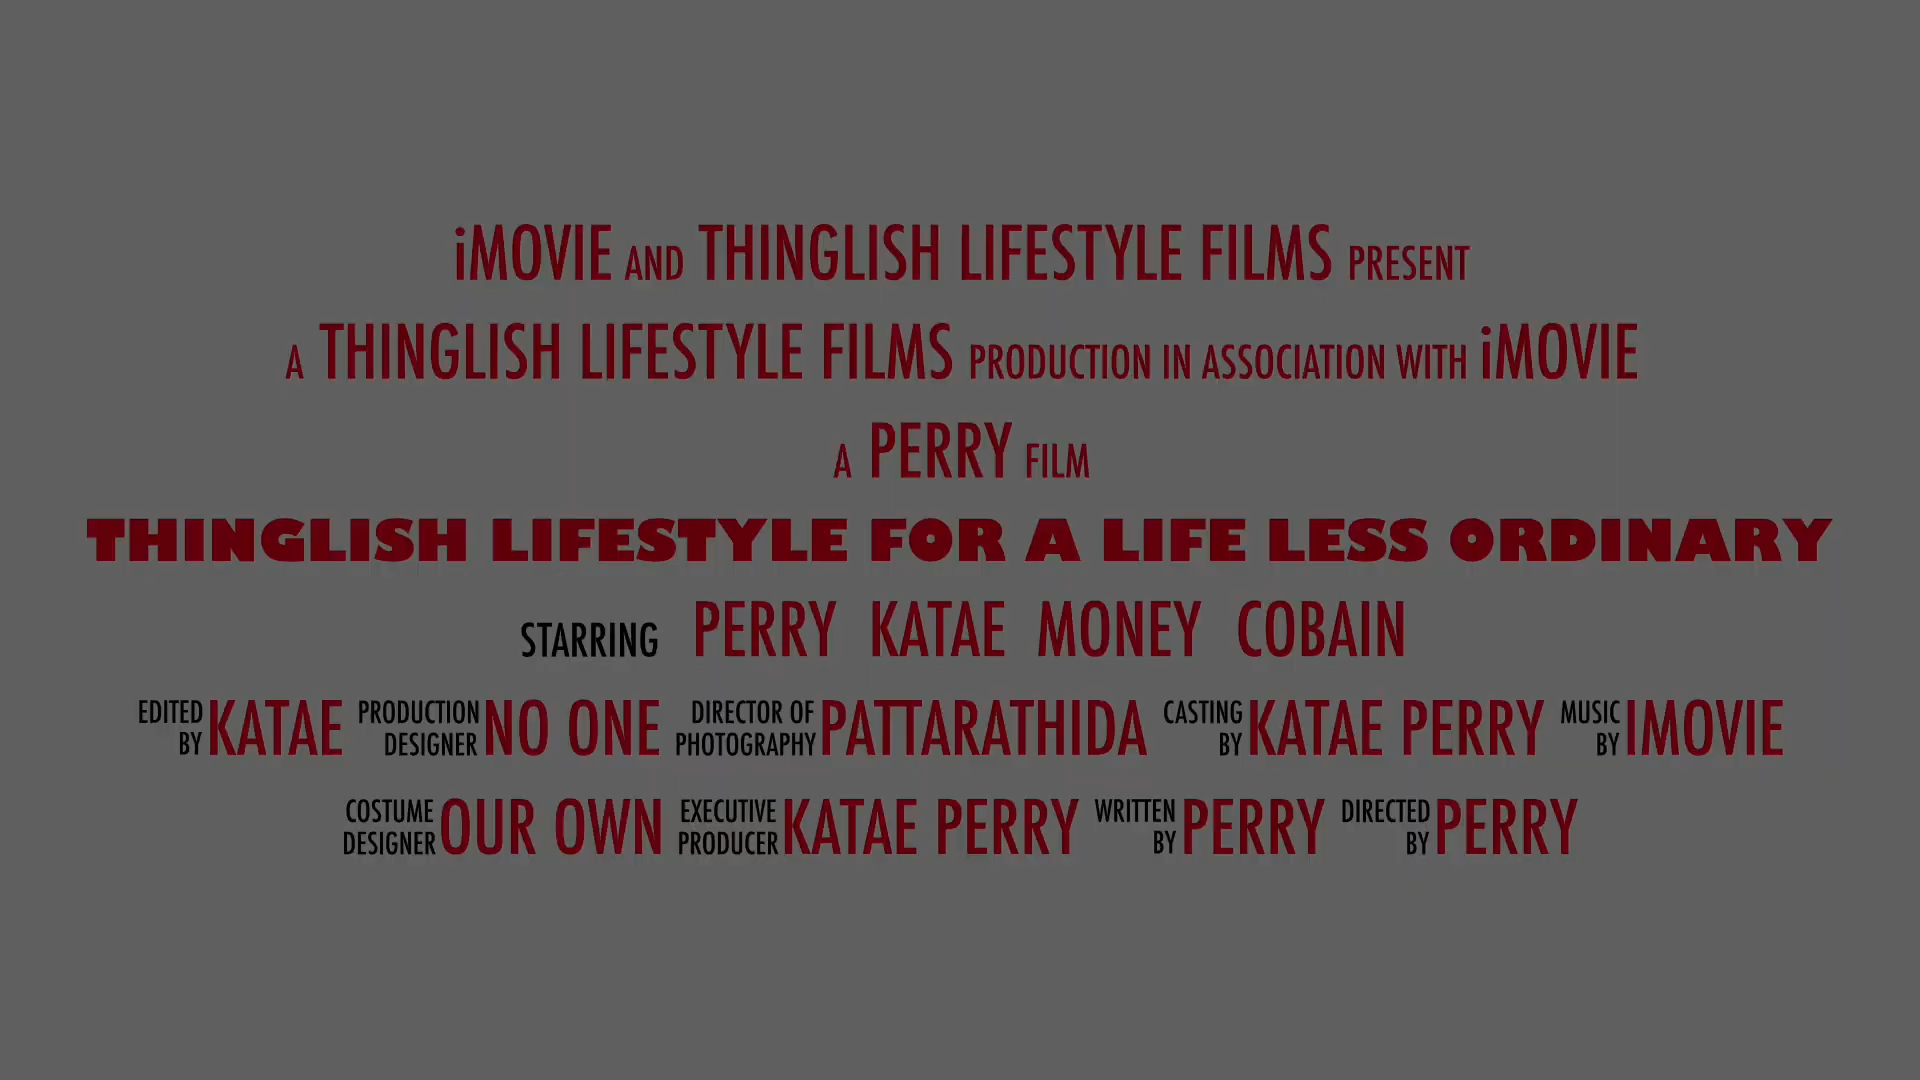 iMOVIE AND THINGLISH LIFESTYLE FILMS PRESENT
A THINGLISH LIFESTYLE FILMS PRODUCTION IN ASSOCIATION WITH iMOVIE
A PERRY FILM
THINGLISH LIFESTYLE FOR A LIFE LESS ORDINARY
STARRING PERRY KATAE MONEY COBAIN
EDITED BY KATAE PRODUCTION DESIGNER NO ONE DIRECTOR OF PHOTOGRAPHY PATTARATHIDA CASTING BY KATAE PERRY MUSIC BY IMOVIE
COSTUME DESIGNER OUR OWN EXECUTIVE PRODUCER KATAE PERRY WRITTEN BY PERRY DIRECTED BY PERRY